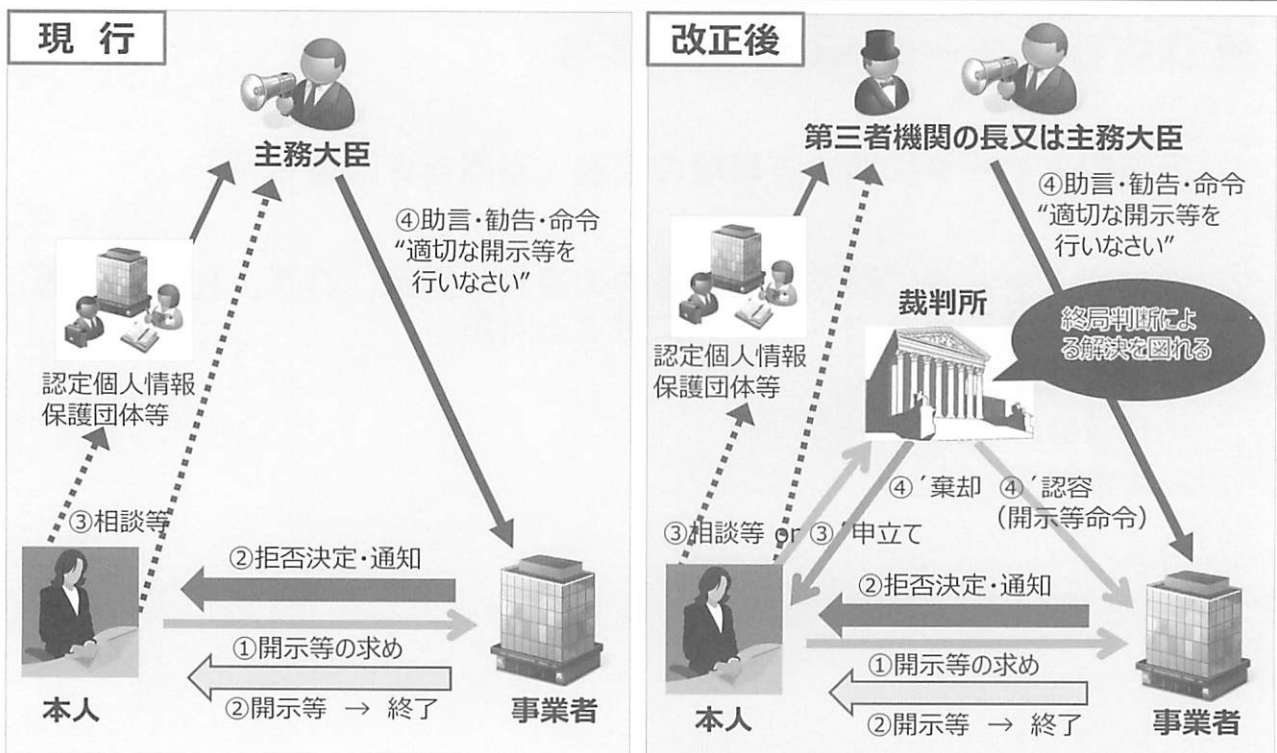 現 行
主務大臣
④助言・勧告・命令
“適切な開示等を
行いなさい”
認定個人情報
保護団体等
③相談等
②拒否決定・通知
①開示等の求め
②開示等 → 終了
本人
事業者
改正後
第三者機関の長又は主務大臣
④助言・勧告・命令
“適切な開示等を
行いなさい”
裁判所
終局判断によ
る解決を図れる
認定個人情報
保護団体等
④´棄却 ④´認容
(開示等命令)
③相談等 or ③´申立て
②拒否決定・通知
①開示等の求め
②開示等 → 終了
本人
事業者